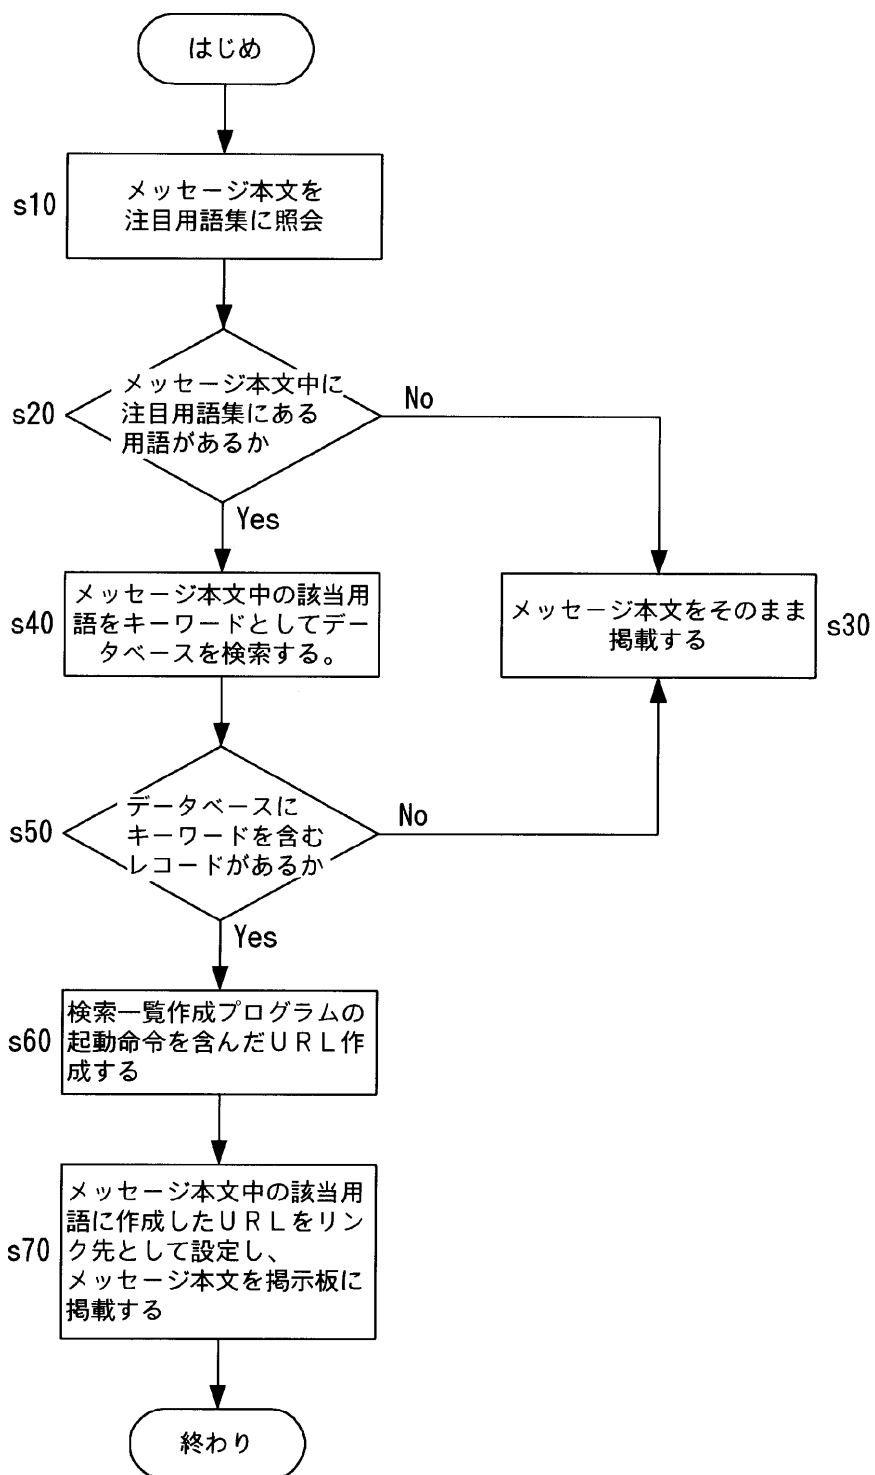 はじめ
s10
メッセージ本文を
注目用語集に照会
s20
メッセージ本文中に
注目用語集にある
用語があるか
No
Yes
s40
メッセージ本文中の該当用
語をキーワードとしてデー
タベースを検索する。
メッセージ本文をそのまま
掲載する
s30
s50
データベースに
キーワードを含む
レコードがあるか
No
Yes
s60
検索一覧作成プログラムの
起動命令を含んだＵＲＬ作
成する
s70
メッセージ本文中の該当用
語に作成したＵＲＬをリン
ク先として設定し、
メッセージ本文を掲示板に
掲載する
終わり